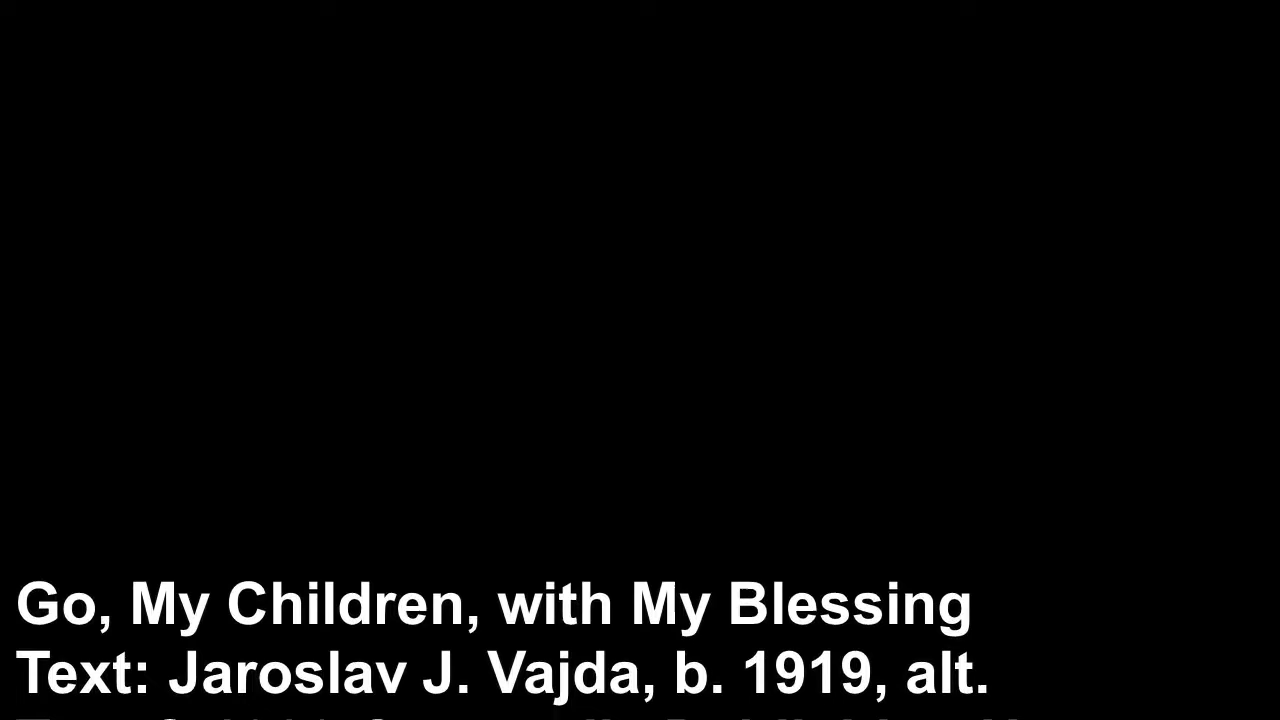 Go, My Children, with My Blessing
Text: Jaroslav J. Vajda, b. 1919, alt.